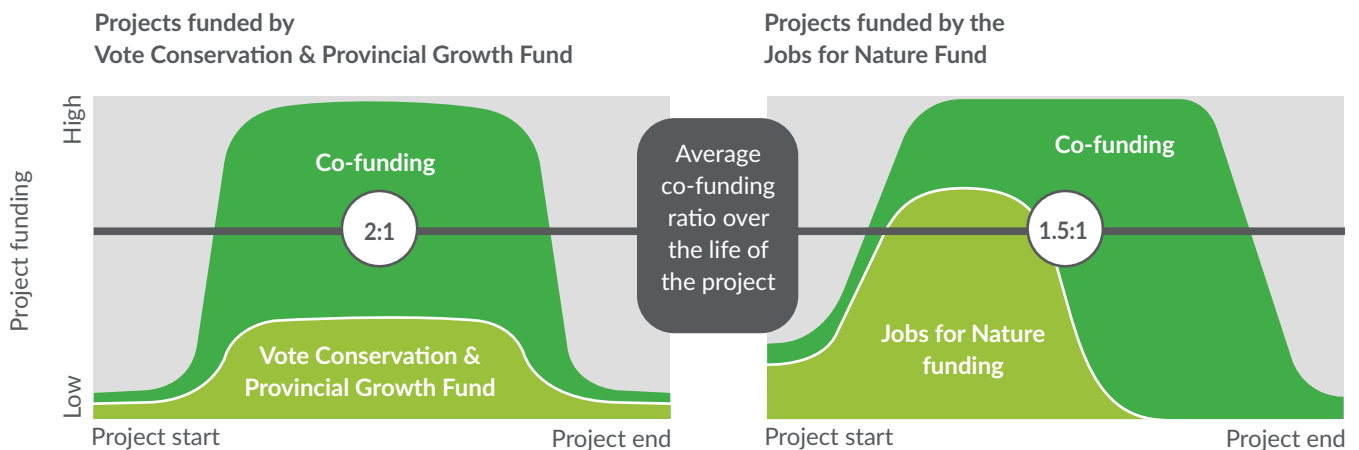 Projects funded by
Vote Conservation & Provincial Growth Fund
High
Project funding
Low
Co-funding
2:1
Vote Conservation &
Provincial Growth Fund
Project start
Project end
Average
co-funding
ratio over
the life of
the project
Projects funded by the
Jobs for Nature Fund
Co-funding
1.5:1
Jobs for Nature
funding
Project start
Project end